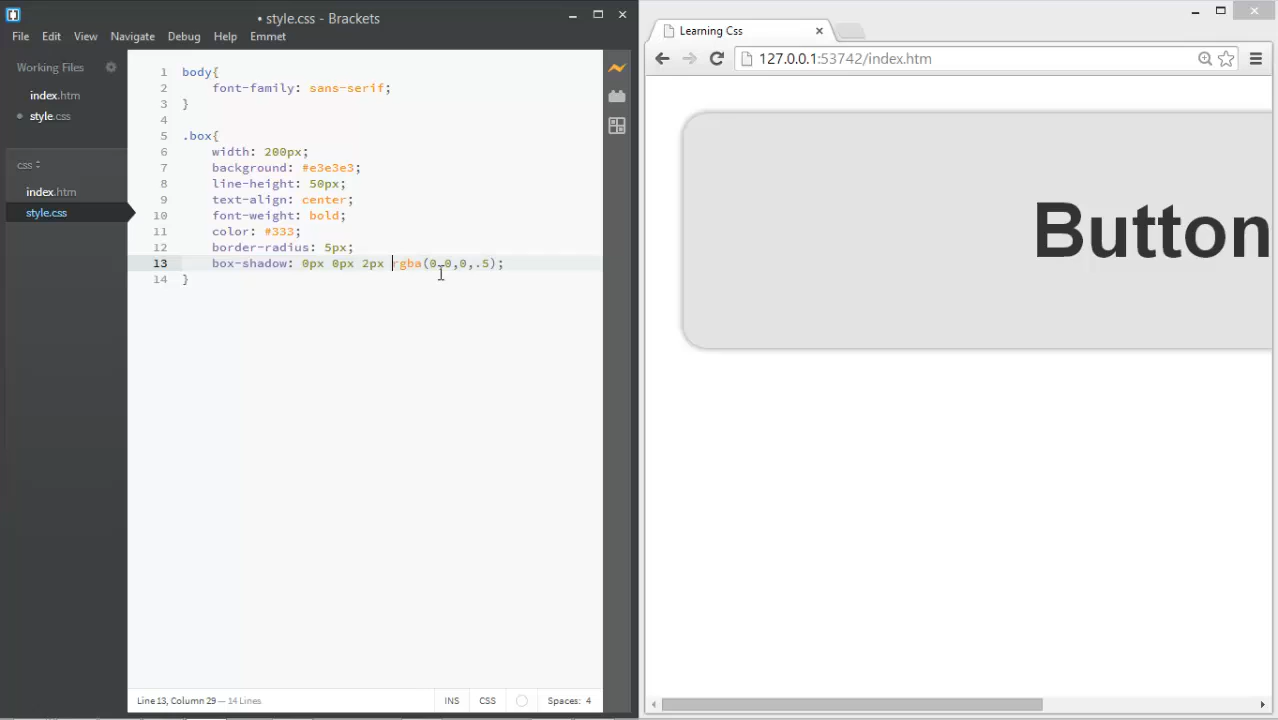 • style.css - Brackets
File Edit View Navigate Debug Help Emmet
Working Files
index.htm
• style.css
css
index.htm
style.css
1 body{
2 font-family: sans-serif;
3 }
4
5 .box{
6 width: 200px;
7 background: #e3e3e3;
8 line-height: 50px;
9 text-align: center;
10 font-weight: bold;
11 color: #333;
12 border-radius: 5px;
13 box-shadow: 0px 0px 2px rgba(0,0,0,.5);
14 }
Line 13, Column 29 — 14 Lines
INS CSS Spaces: 4
Learning Css
127.0.0.1:53742/index.htm
Button